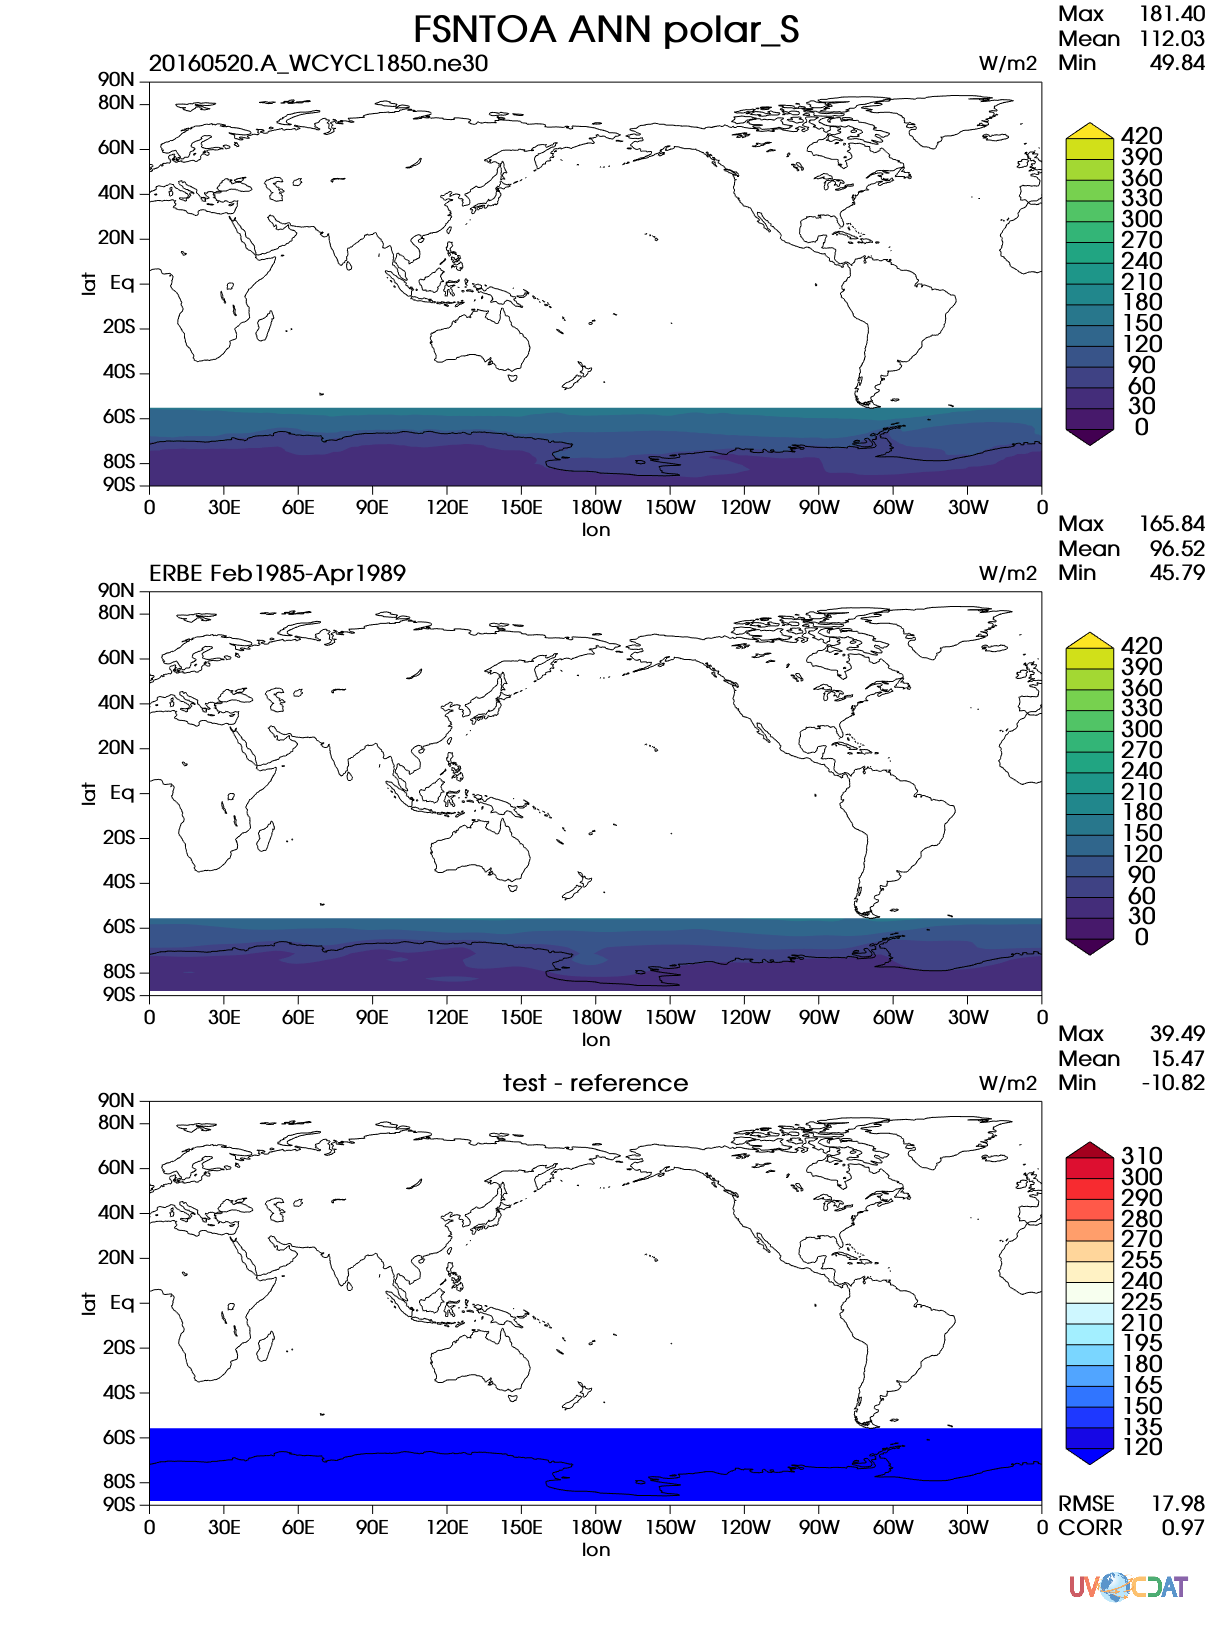 FSNTOA ANN polar_S
Max 181.40
Mean 112.03
Min 49.84
20160520.A_WCYCL1850.ne30 W/m2
90N
80N
60N
40N
20N
Eq
20S
40S
60S
80S
90S
lat
0 30E 60E 90E 120E 150E 180W 150W 120W 90W 60W 30W 0
lon
420
390
360
330
300
270
240
210
180
150
120
90
60
30
0
Max 165.84
Mean 96.52
Min 45.79
ERBE Feb1985-Apr1989 W/m2
90N
80N
60N
40N
20N
Eq
20S
40S
60S
80S
90S
lat
0 30E 60E 90E 120E 150E 180W 150W 120W 90W 60W 30W 0
lon
420
390
360
330
300
270
240
210
180
150
120
90
60
30
0
Max 39.49
Mean 15.47
Min -10.82
test - reference W/m2
90N
80N
60N
40N
20N
Eq
20S
40S
60S
80S
90S
lat
0 30E 60E 90E 120E 150E 180W 150W 120W 90W 60W 30W 0
lon
310
300
290
280
270
255
240
225
210
195
180
165
150
135
120
RMSE 17.98
CORR 0.97
UV CDAT